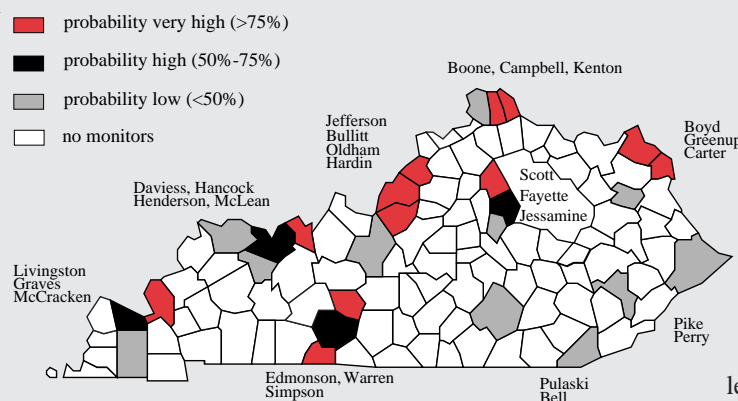 probability very high (>75%)
probability high (50%-75%)
probability low (<50%)
no monitors
Boone, Campbell, Kenton
Jefferson
Bullitt
Oldham
Hardin
Boyd
Greenup
Carter
Scott
Fayette
Jessamine
Daviess, Hancock
Henderson, McLean
Livingston
Graves
McCracken
Pike
Perry
Edmonson, Warren
Simpson
Pulaski
Bell
le